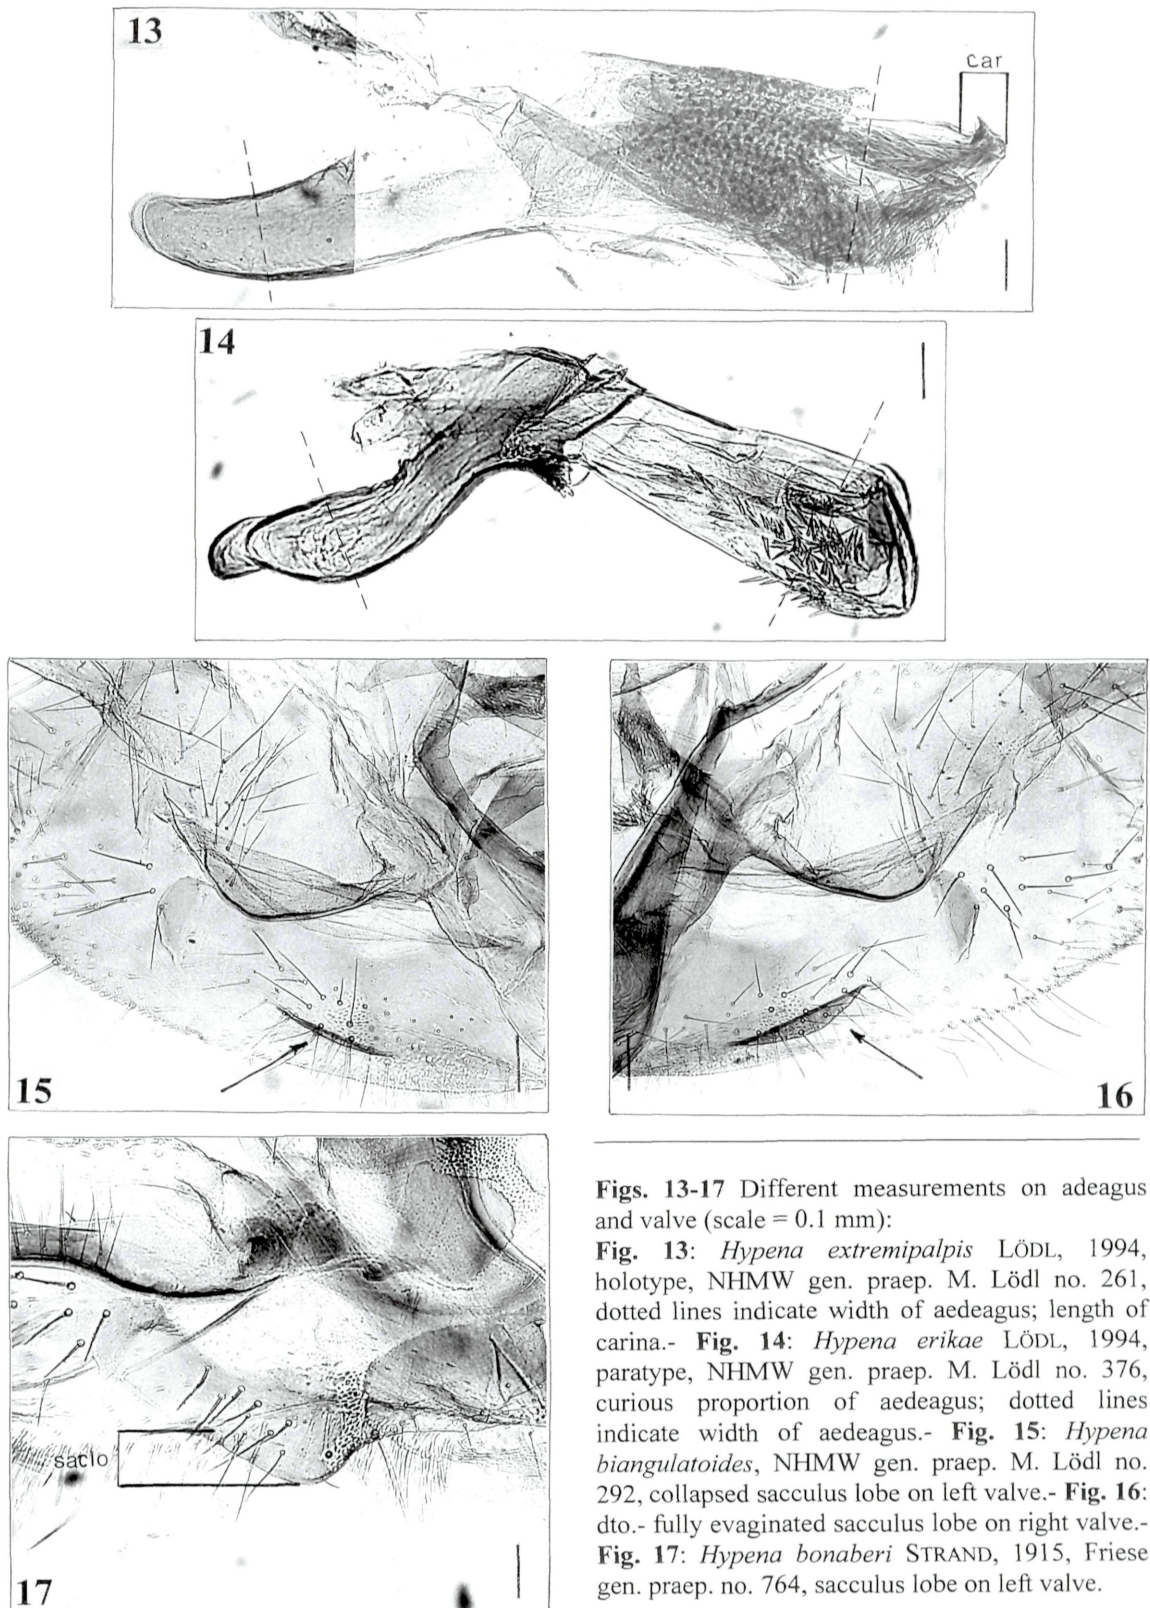 13
car
14
15
16
17
saclo
Figs. 13-17 Different measurements on adeagus
and valve (scale = 0.1 mm):
Fig. 13: Hypena extremipalpis LÖDL, 1994,
holotype, NHMW gen. praep. M. Lödl no. 261,
dotted lines indicate width of aedeagus; length of
carina.- Fig. 14: Hypena erikae LÖDL, 1994,
paratype, NHMW gen. praep. M. Lödl no. 376,
curious proportion of aedeagus; dotted lines
indicate width of aedeagus.- Fig. 15: Hypena
biangulatoides, NHMW gen. praep. M. Lödl no.
292, collapsed sacculus lobe on left valve.- Fig. 16:
dto.- fully evaginated sacculus lobe on right valve.-
Fig. 17: Hypena bonaberi STRAND, 1915, Friese
gen. praep. no. 764, sacculus lobe on left valve.